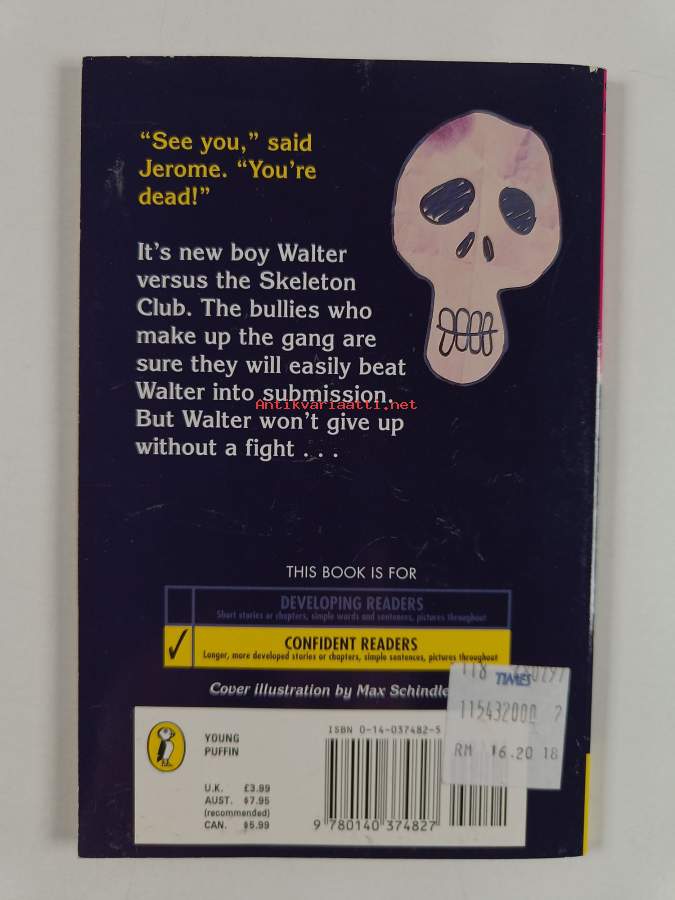 “See you,” said
Jerome. “You’re
dead!”
It’s new boy Walter
versus the Skeleton
Club. The bullies who
make up the gang are
sure they will easily beat
Walter into submission.
But Walter won’t give up
without a fight . . .
Antikvariaatti.net
THIS BOOK IS FOR
DEVELOPING READERS
Short stories or chapters, simple words and sentences, pictures throughout
CONFIDENT READERS
Longer, more developed stories or chapters, simple sentences, pictures throughout
Cover illustration by Max Schindle
YOUNG
PUFFIN
U.K. £3.99
AUST. $7.95
(recommended)
CAN. $5.99
ISBN 0-14-037482-5
9 780140 374827
118
TIMES
115432000 2
RM 16.20 18